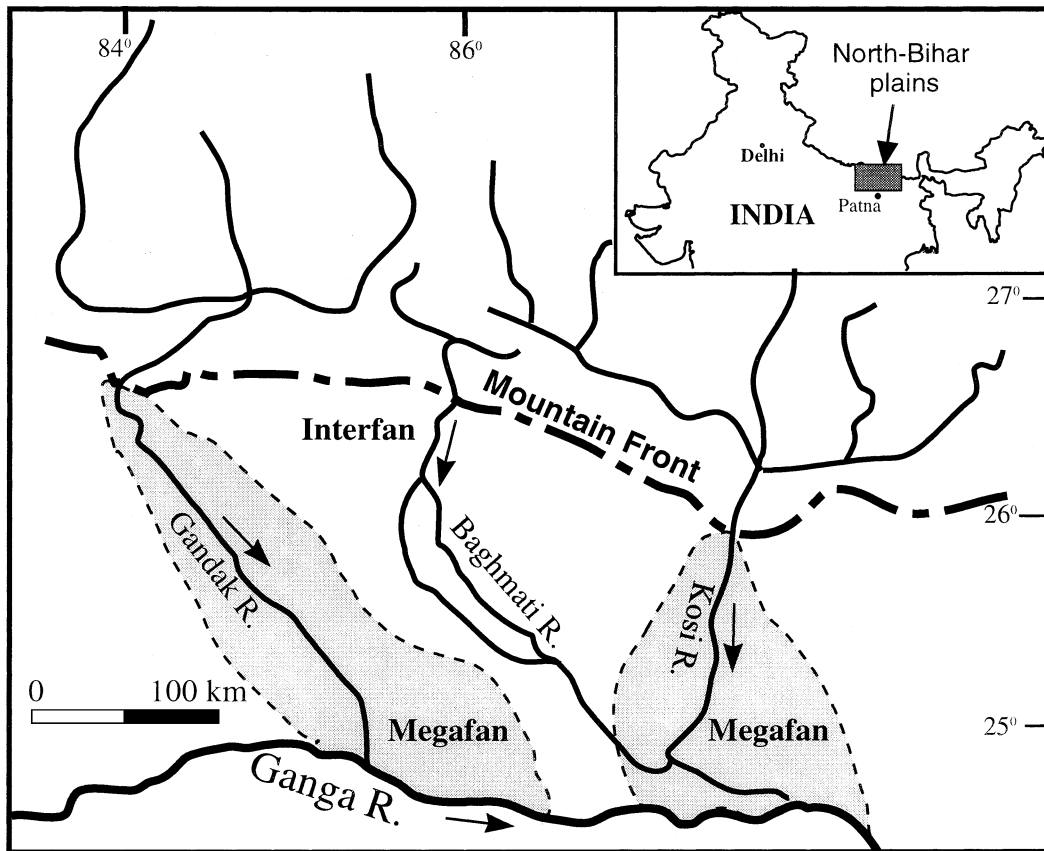 84⁰
86⁰
North-Bihar
plains
Delhi
INDIA
Patna
27⁰
Mountain Front
Interfan
26⁰
Gandak R.
Baghmati R.
Kosi R.
0 100 km
Megafan
Megafan
25⁰
Ganga R.